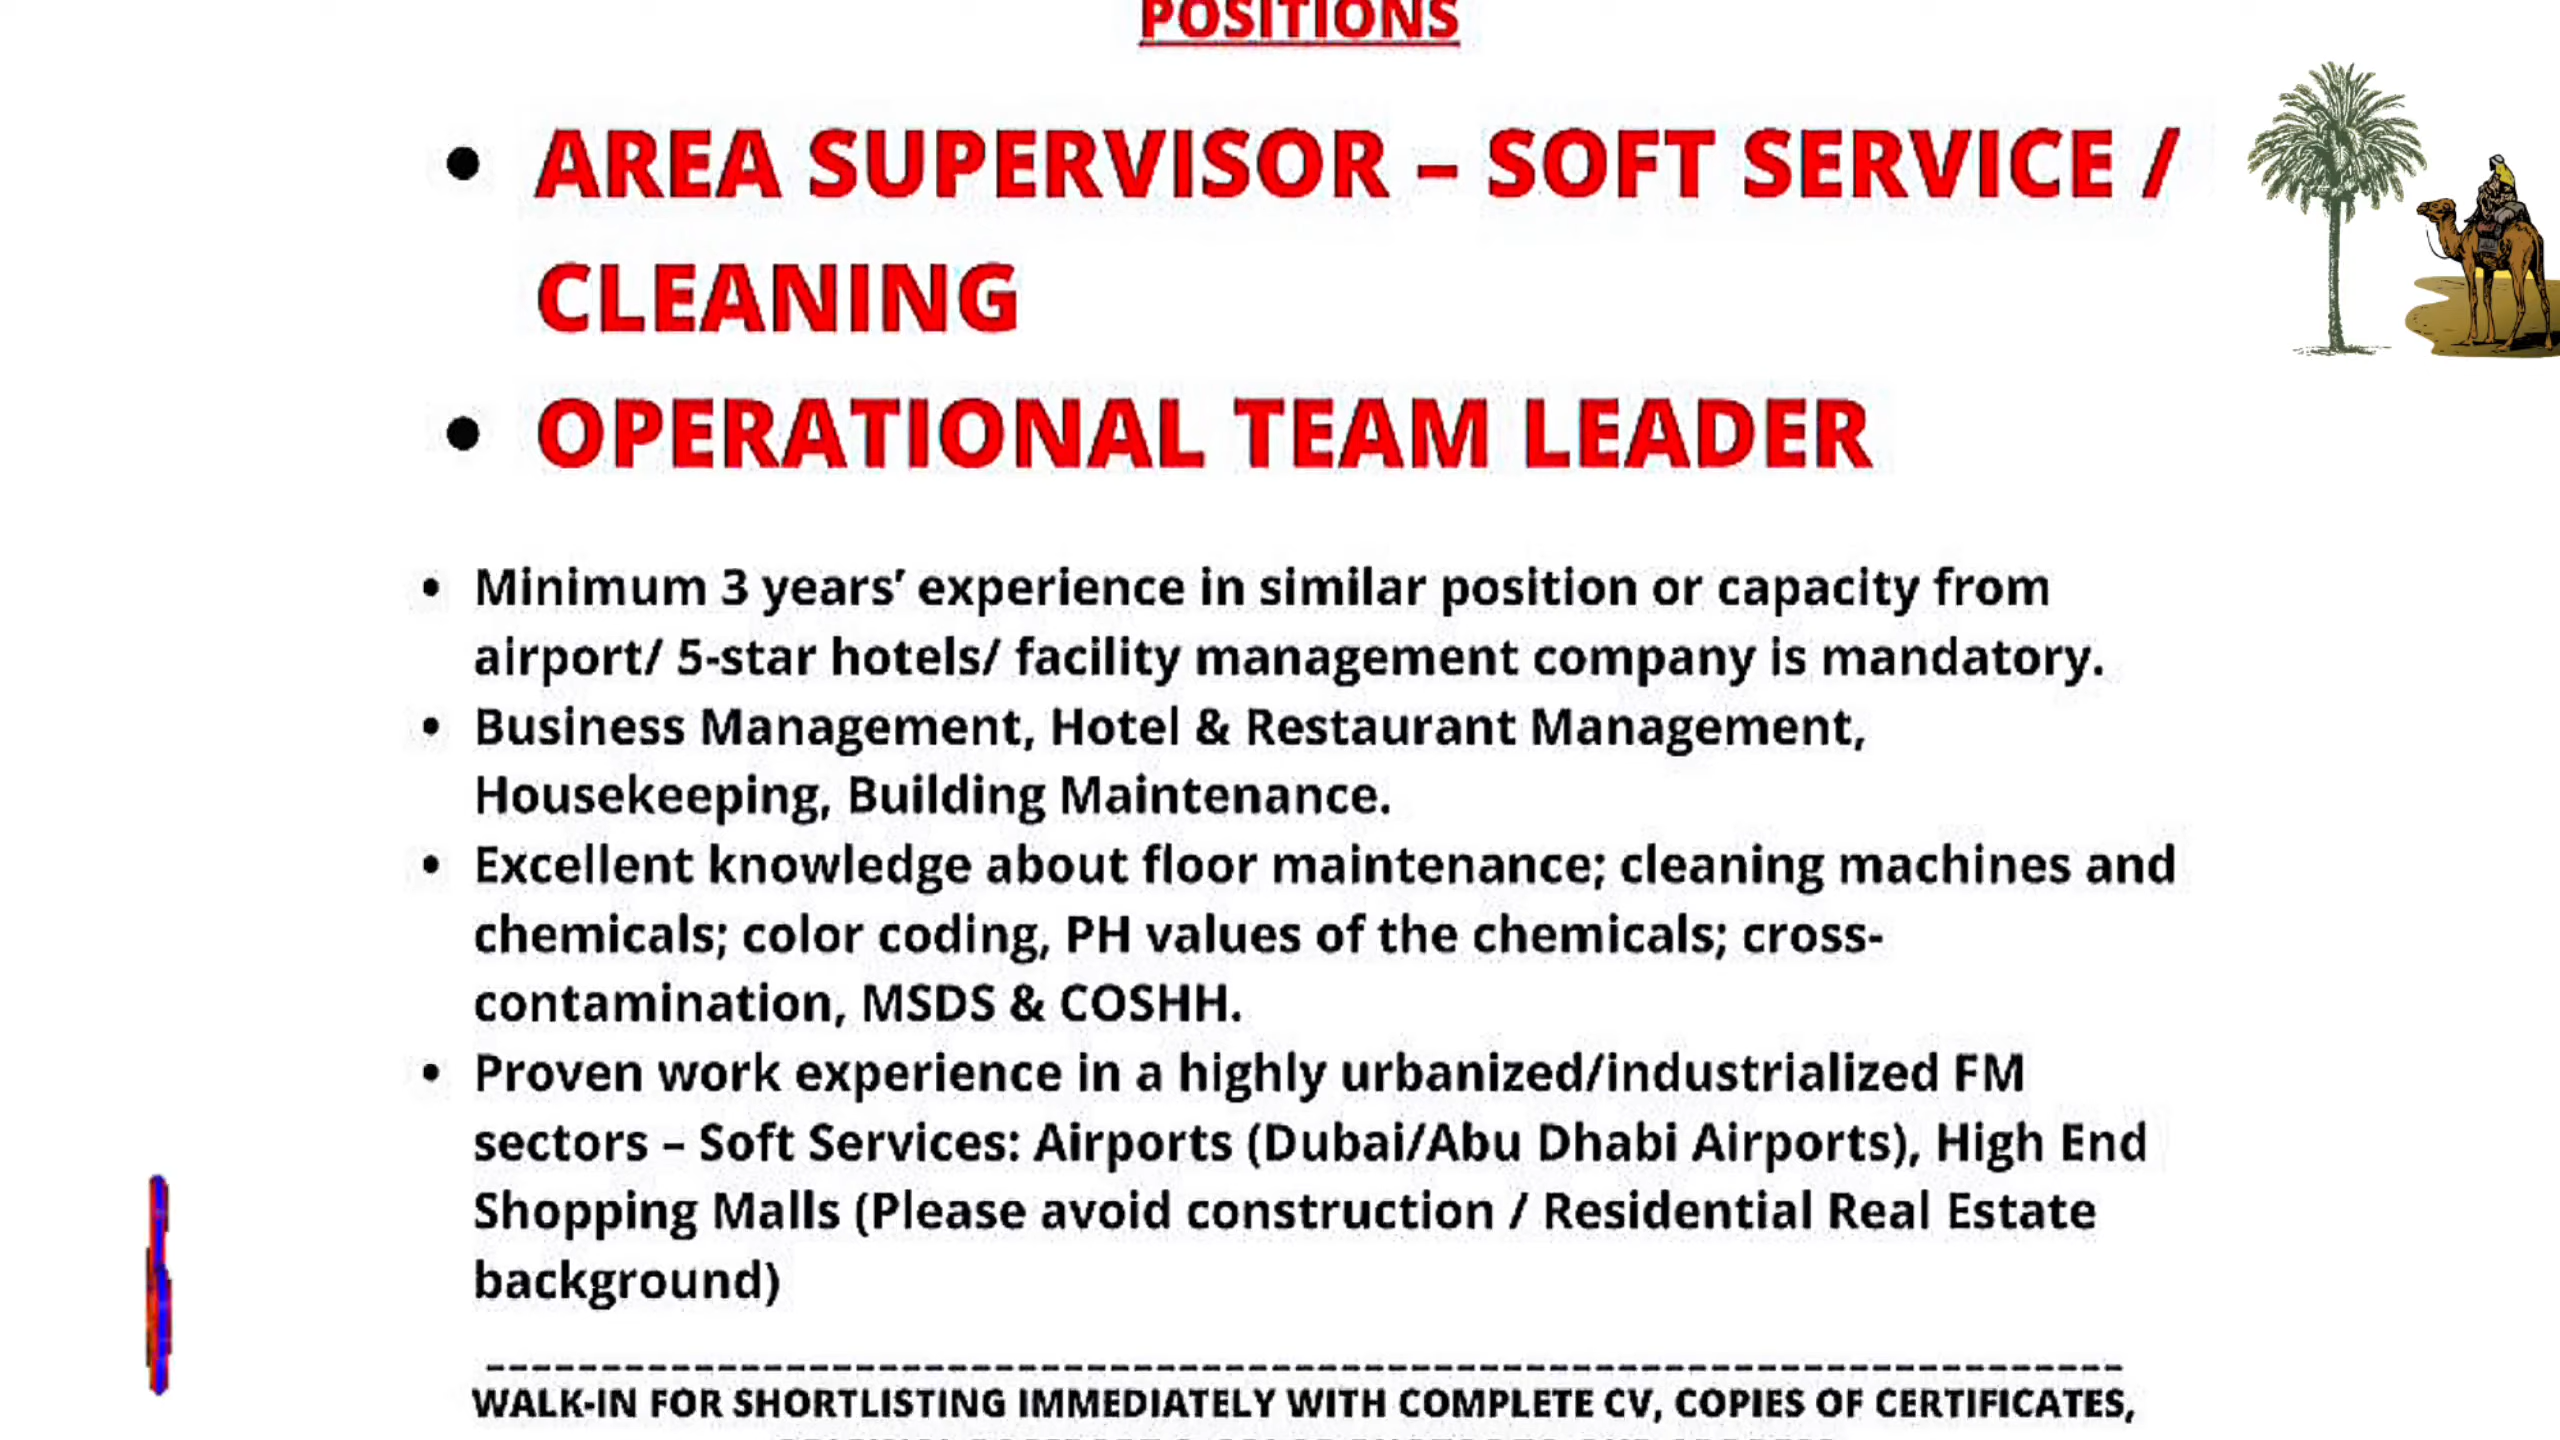 POSITIONS
• AREA SUPERVISOR – SOFT SERVICE /
CLEANING
• OPERATIONAL TEAM LEADER
• Minimum 3 years’ experience in similar position or capacity from
airport/ 5-star hotels/ facility management company is mandatory.
• Business Management, Hotel & Restaurant Management,
Housekeeping, Building Maintenance.
• Excellent knowledge about floor maintenance; cleaning machines and
chemicals; color coding, PH values of the chemicals; cross-
contamination, MSDS & COSHH.
• Proven work experience in a highly urbanized/industrialized FM
sectors – Soft Services: Airports (Dubai/Abu Dhabi Airports), High End
Shopping Malls (Please avoid construction / Residential Real Estate
background)
WALK-IN FOR SHORTLISTING IMMEDIATELY WITH COMPLETE CV, COPIES OF CERTIFICATES,